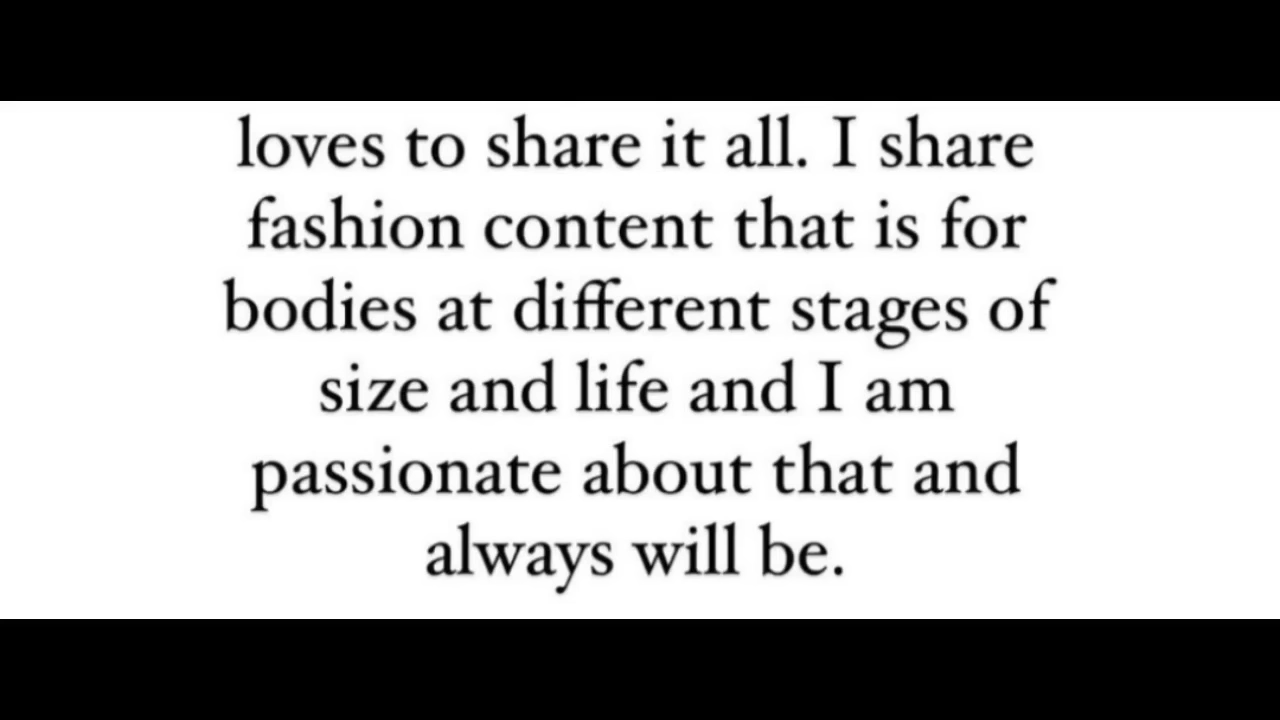 loves to share it all. I share
fashion content that is for
bodies at different stages of
size and life and I am
passionate about that and
always will be.